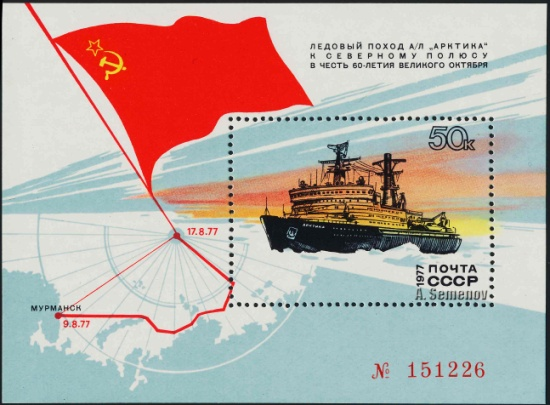 ЛЕДОВЫЙ ПОХОД А/Л „АРКТИКА“
К СЕВЕРНОМУ ПОЛЮСУ
В ЧЕСТЬ 60-ЛЕТИЯ ВЕЛИКОГО ОКТЯБРЯ
50к
АРКТИКА
17.8.77
1977
ПОЧТА
СССР
A.Semenov
МУРМАНСК
9.8.77
№ 151226